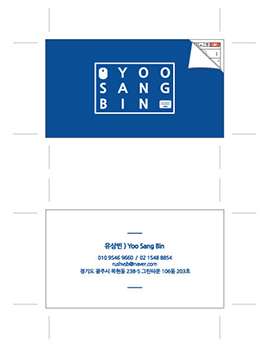 YOO
SANG
BIN
유상빈 ) Yoo Sang Bin
010 9546 9660 / 02 1548 8854
rushvsb@naver.com
경기도 광주시 목현동 238-5 그린타운 106동 203호